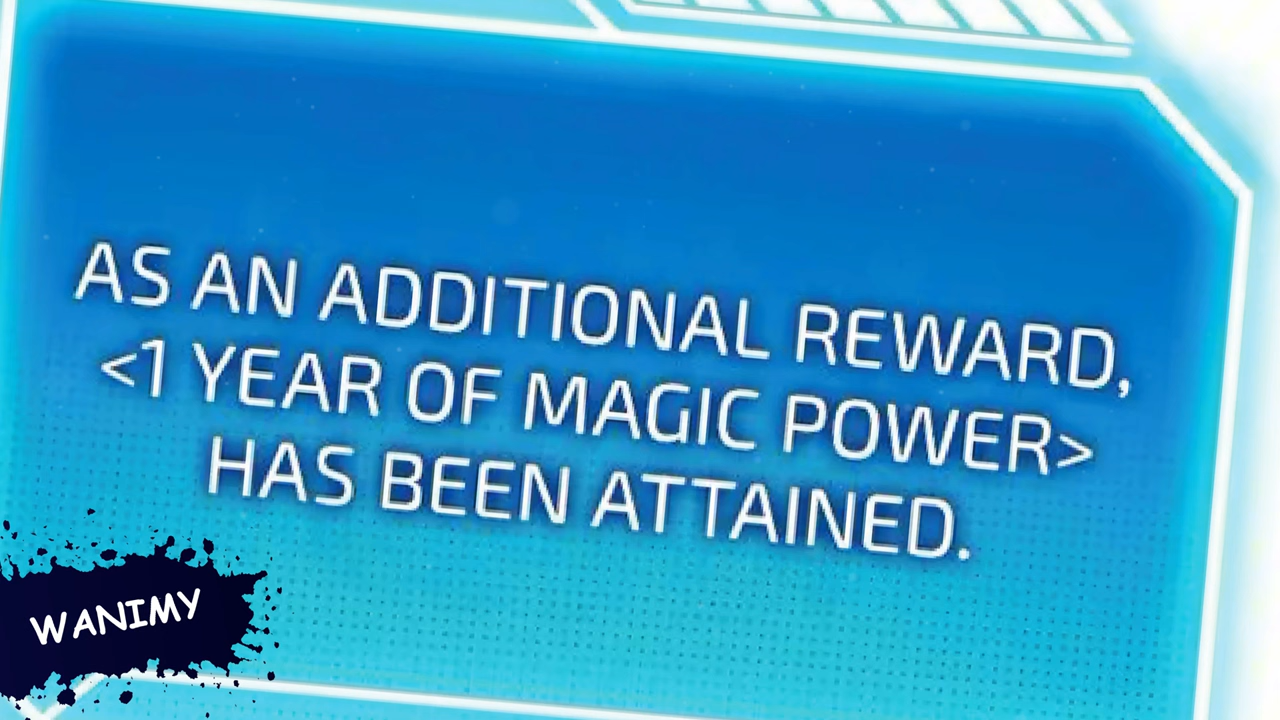 AS AN ADDITIONAL REWARD,
<1 YEAR OF MAGIC POWER>
HAS BEEN ATTAINED.
WANIMY